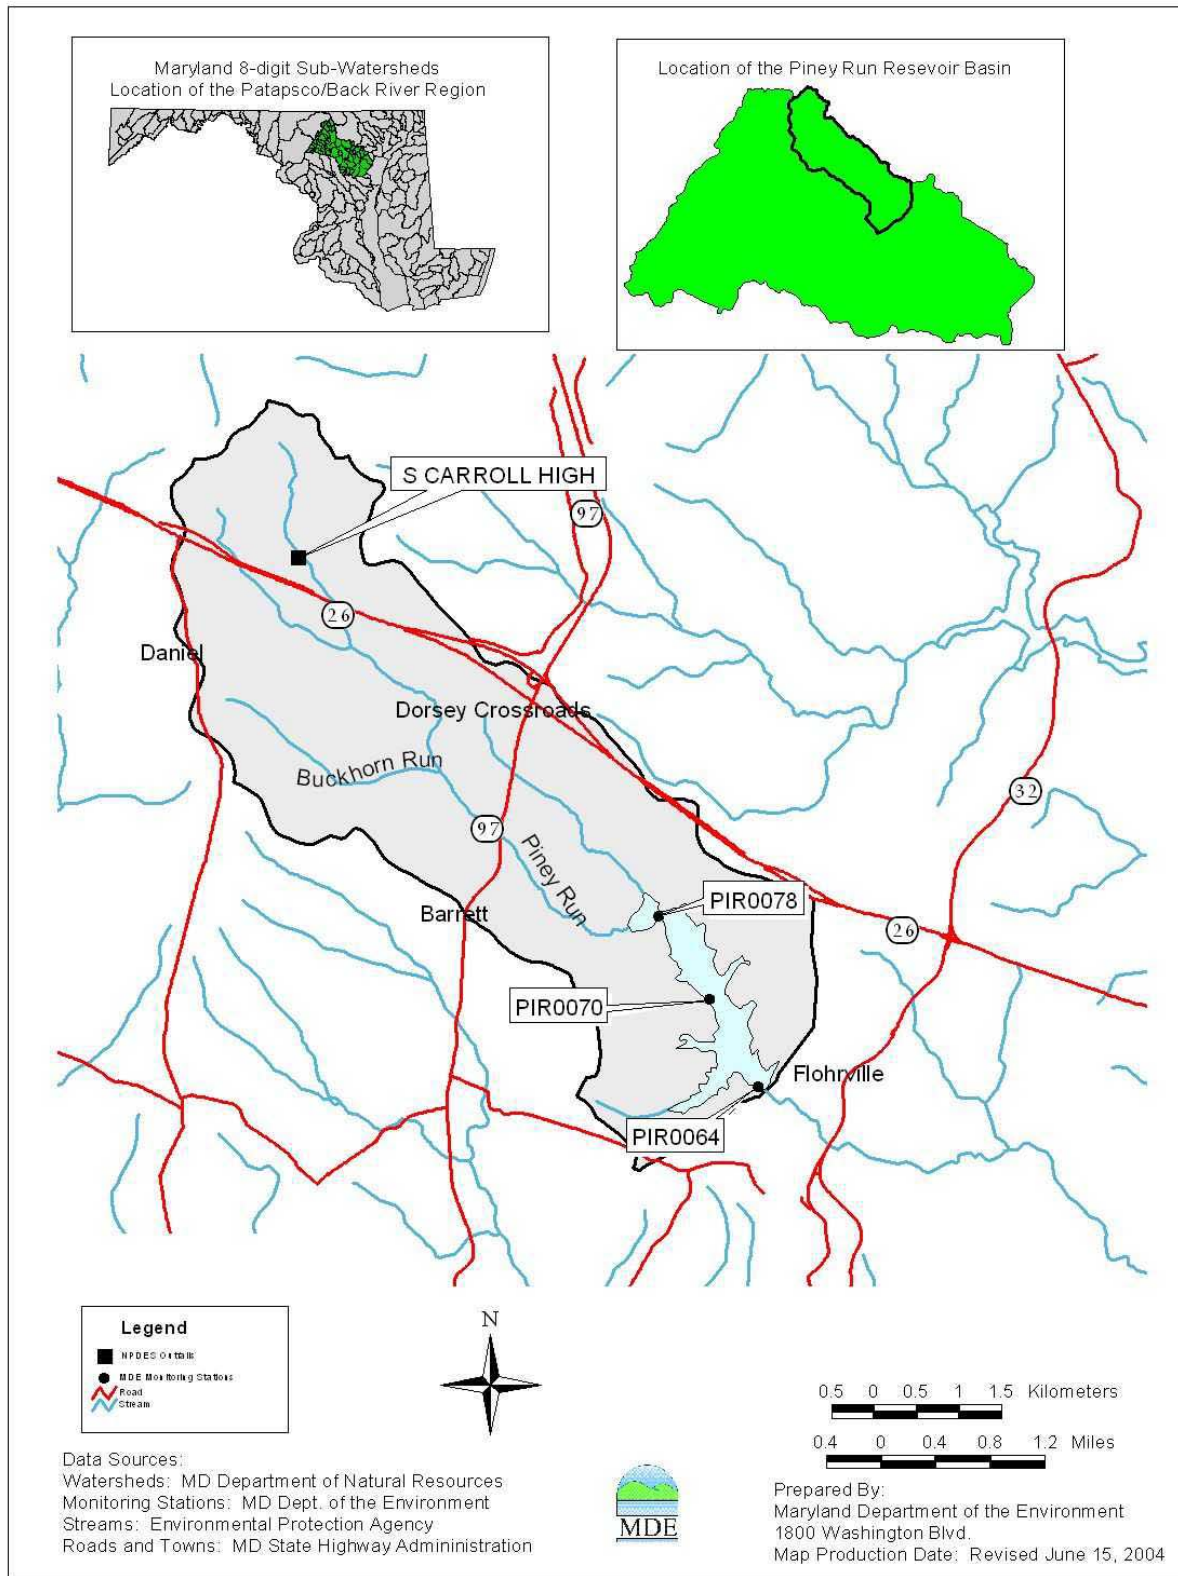 Maryland 8-digit Sub-Watersheds
Location of the Patapsco/Back River Region
Location of the Piney Run Resevoir Basin
S CARROLL HIGH
97
26
Daniel
Dorsey Crossroads
Buckhorn Run
32
97
Piney Run
PIR0078
Barrett
26
PIR0070
Flohrville
PIR0064
Legend
NPDES Outfalls
MDE Monitoring Stations
Road
Stream
N
0.5 0 0.5 1 1.5 Kilometers
0.4 0 0.4 0.8 1.2 Miles
Data Sources:
Watersheds: MD Department of Natural Resources
Monitoring Stations: MD Dept. of the Environment
Streams: Environmental Protection Agency
Roads and Towns: MD State Highway Admininistration
MDE
Prepared By:
Maryland Department of the Environment
1800 Washington Blvd.
Map Production Date: Revised June 15, 2004